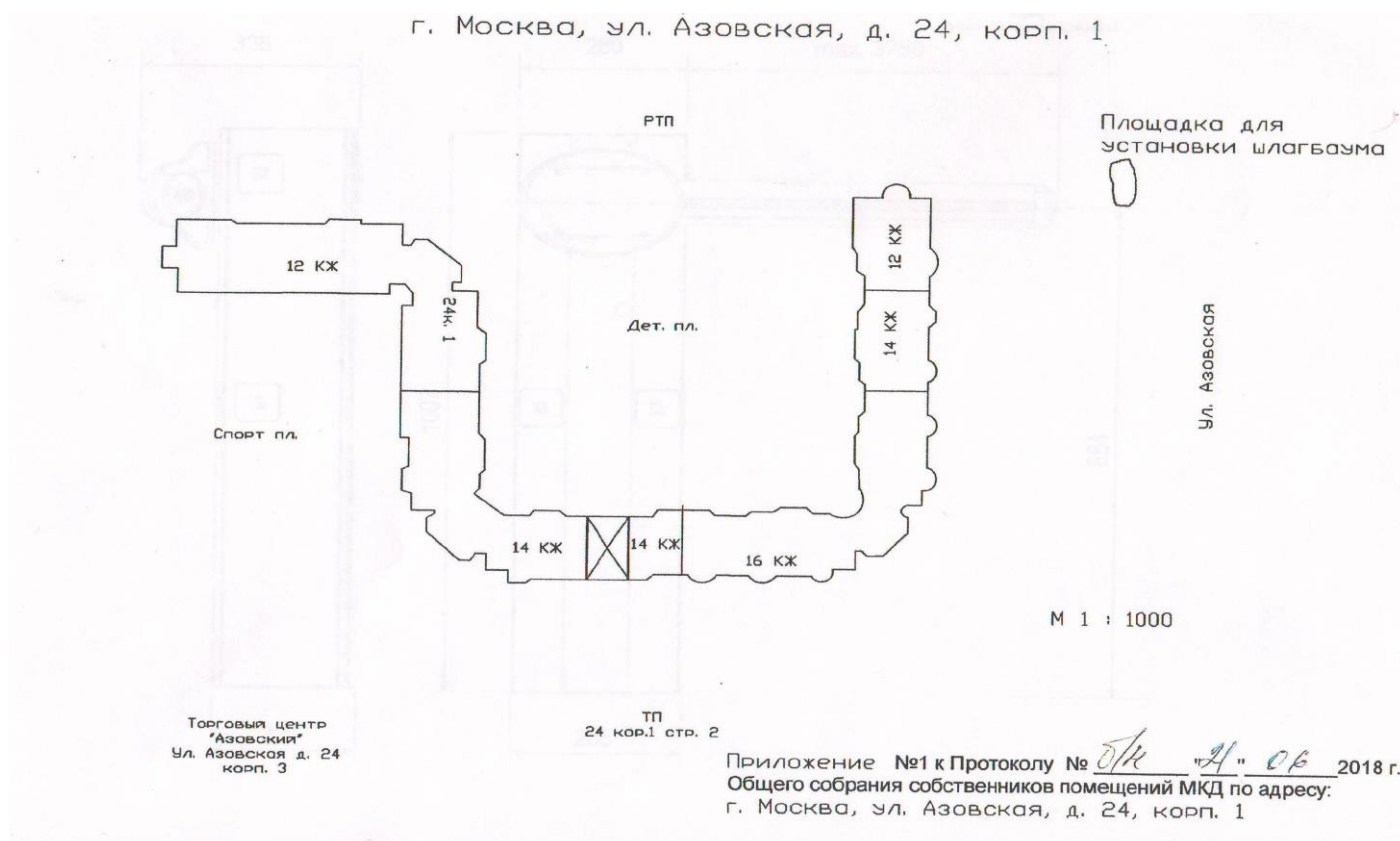 г. Москва, ул. Азовская, д. 24, корп. 1
РТП
Площадка для
установки шлагбаума
12 КЖ
12 КЖ
24к. 1
14 КЖ
Дет. пл.
Ул. Азовская
Спорт пл.
14 КЖ
14 КЖ
16 КЖ
М 1 : 1000
Торговый центр
"Азовский"
Ул. Азовская д. 24
корп. 3
ТП
24 кор.1 стр. 2
Приложение №1 к Протоколу № б/н "21" 06 2018 г.
Общего собрания собственников помещений МКД по адресу:
г. Москва, ул. Азовская, д. 24, корп. 1